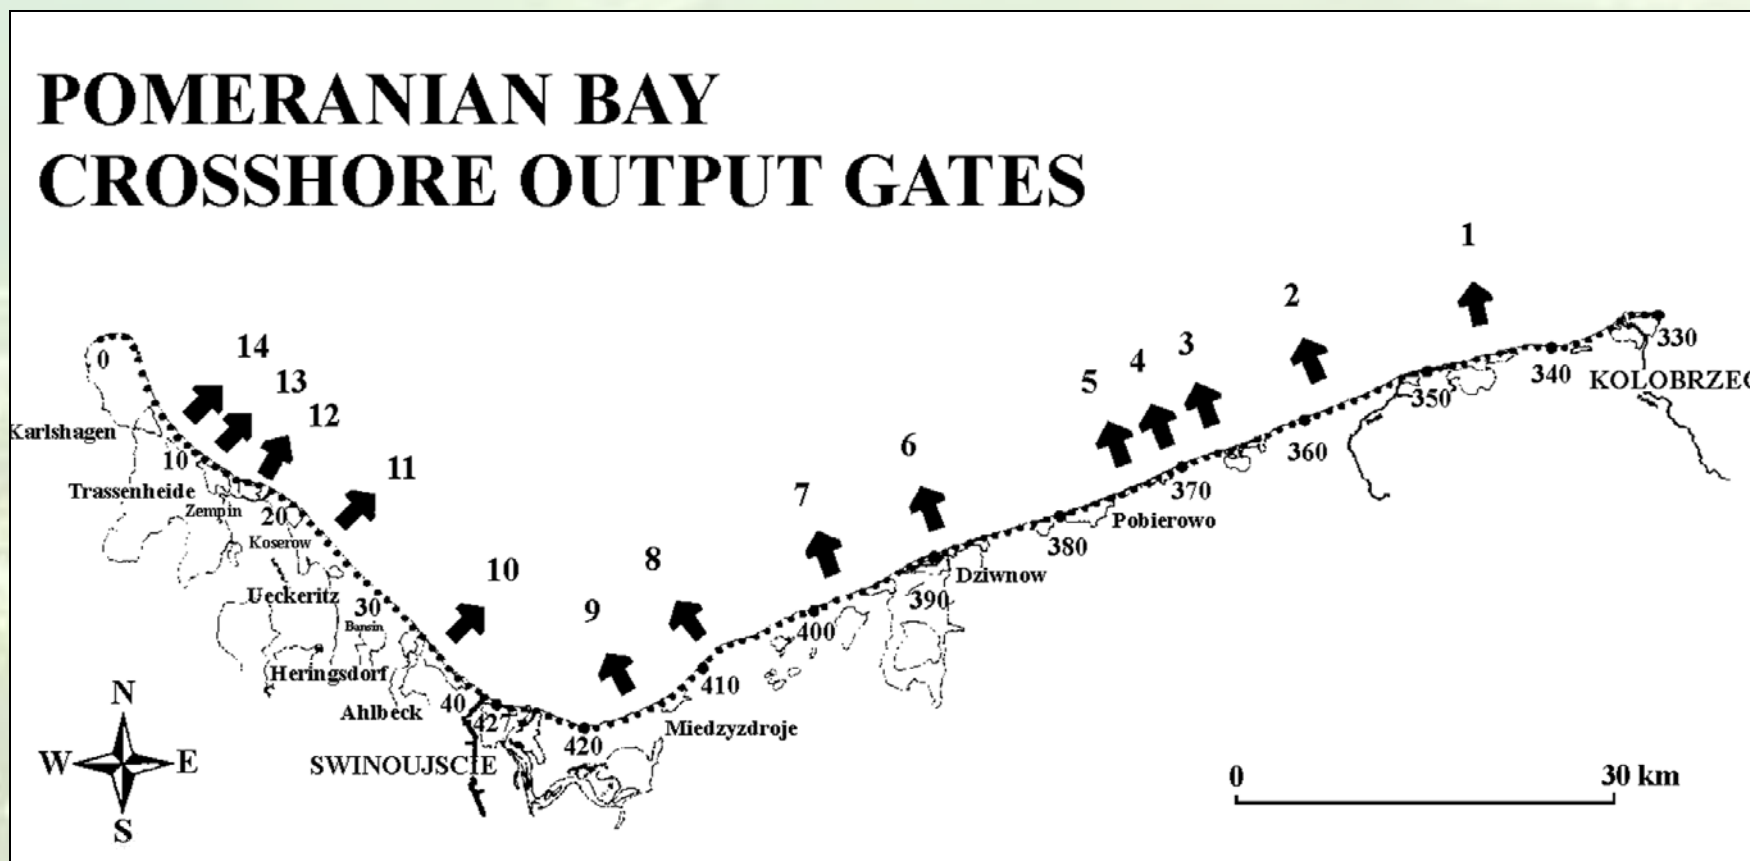 POMERANIAN BAY
CROSSHORE OUTPUT GATES
1
2
3
4
5
6
7
8
9
10
11
12
13
14
0
Karlshagen
10
Trassenheide
Zempin
20
Koserow
Ueckeritz
30
Bansin
Heringsdorf
Ahlbeck
40
427
SWINOUJSCIE
420
Miedzyzdroje
410
400
390
Dziwnow
380
Pobierowo
370
360
350
340
330
KOLOBRZEG
N
W E
S
0 30 km